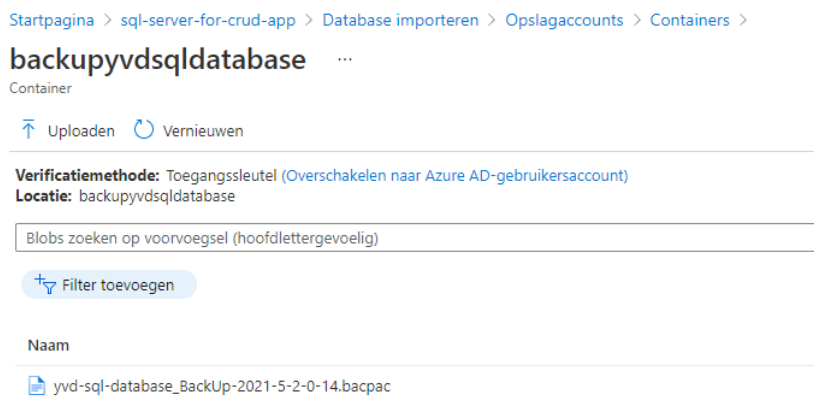 Startpagina > sql-server-for-crud-app > Database importeren > Opslagaccounts > Containers >
backupyvdsqldatabase ...
Container
Uploaden Vernieuwen
Verificatiemethode: Toegangssleutel (Overschakelen naar Azure AD-gebruikersaccount)
Locatie: backupyvdsqldatabase
Blobs zoeken op voorvoegsel (hoofdlettergevoelig)
Filter toevoegen
Naam
yvd-sql-database_BackUp-2021-5-2-0-14.bacpac